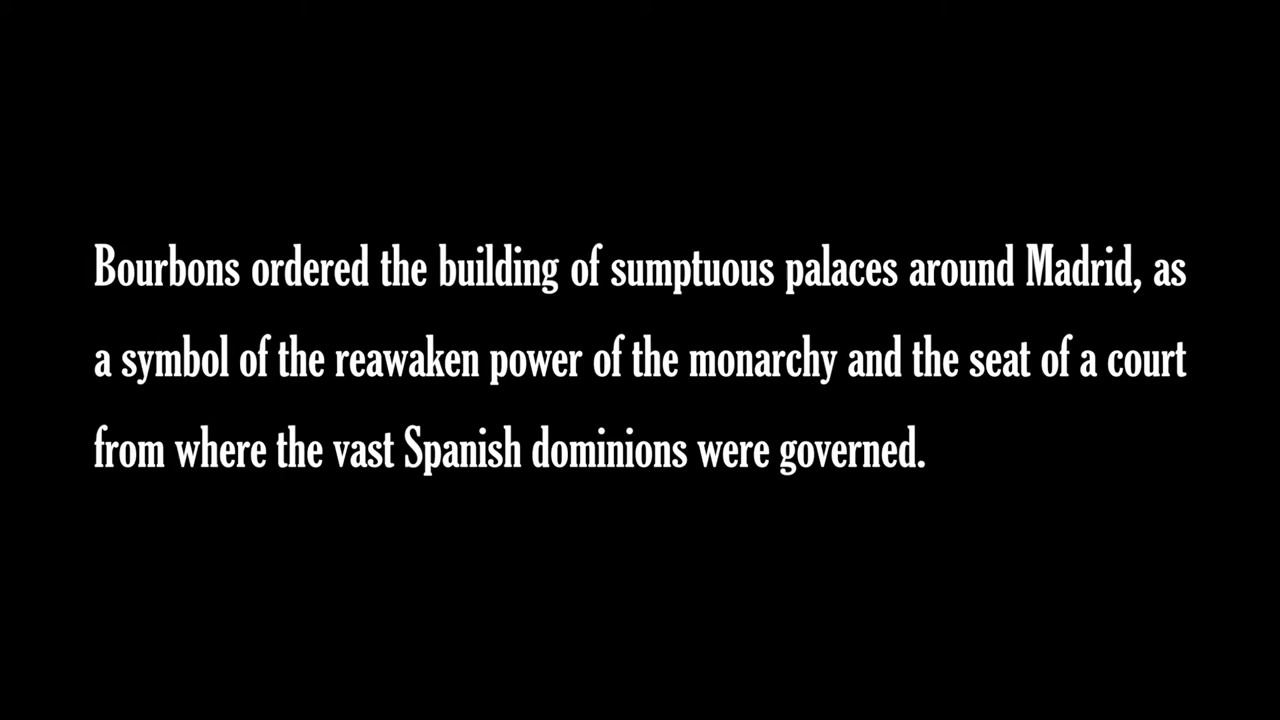 Bourbons ordered the building of sumptuous palaces around Madrid, as
a symbol of the reawaken power of the monarchy and the seat of a court
from where the vast Spanish dominions were governed.